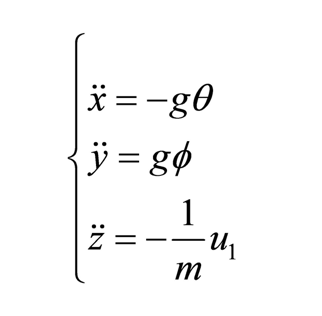 ẍ = −gθ
ÿ = gϕ
z̈ = −1/m u₁